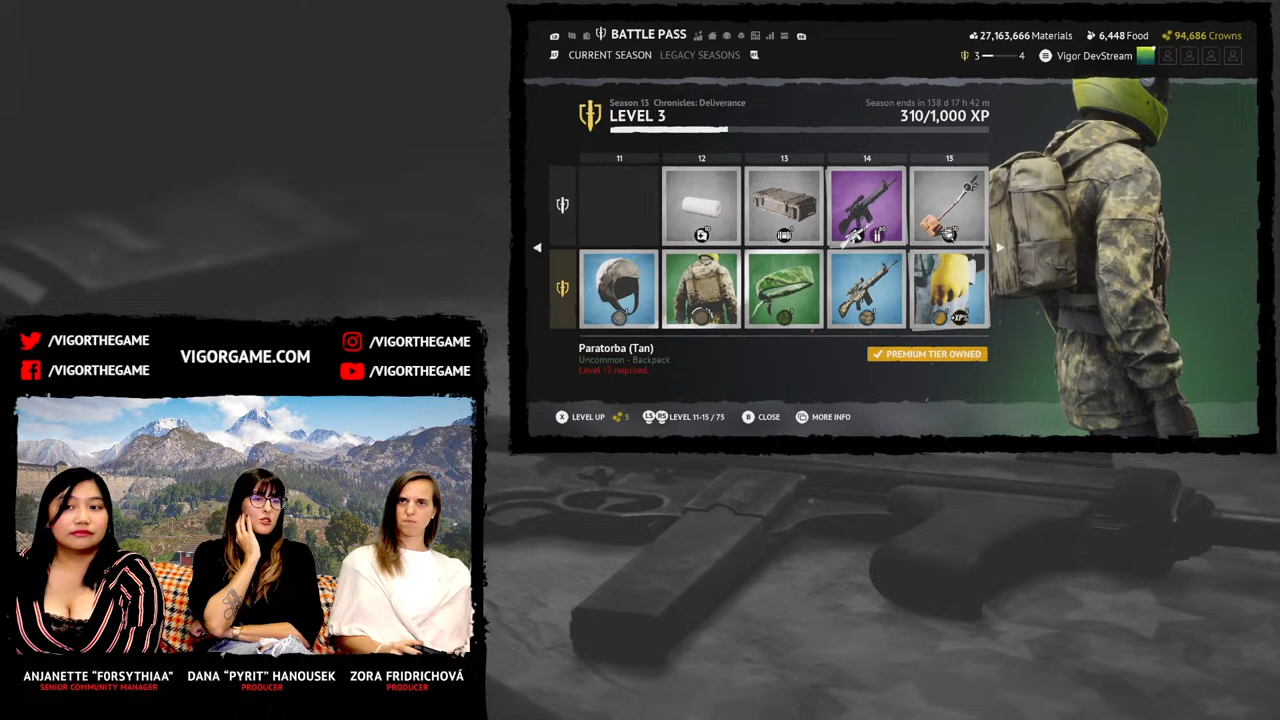 BATTLE PASS
27,163,666 Materials
6,448 Food
94,686 Crowns
CURRENT SEASON
LEGACY SEASONS
3
4
Vigor DevStream
Season 13 Chronicles: Deliverance
LEVEL 3
Season ends in 138 d 17 h 42 m
310/1,000 XP
11
12
13
14
15
Paratorba (Tan)
Uncommon - Backpack
Level 12 required.
PREMIUM TIER OWNED
X LEVEL UP 5
LS RS LEVEL 11-15 / 75
B CLOSE
MORE INFO
/VIGORTHEGAME
/VIGORTHEGAME
VIGORGAME.COM
/VIGORTHEGAME
/VIGORTHEGAME
ANJANETTE "FORSYTHIAA"
SENIOR COMMUNITY MANAGER
DANA "PYRIT" HANOUSEK
PRODUCER
ZORA FRIDRICHOVÁ
PRODUCER